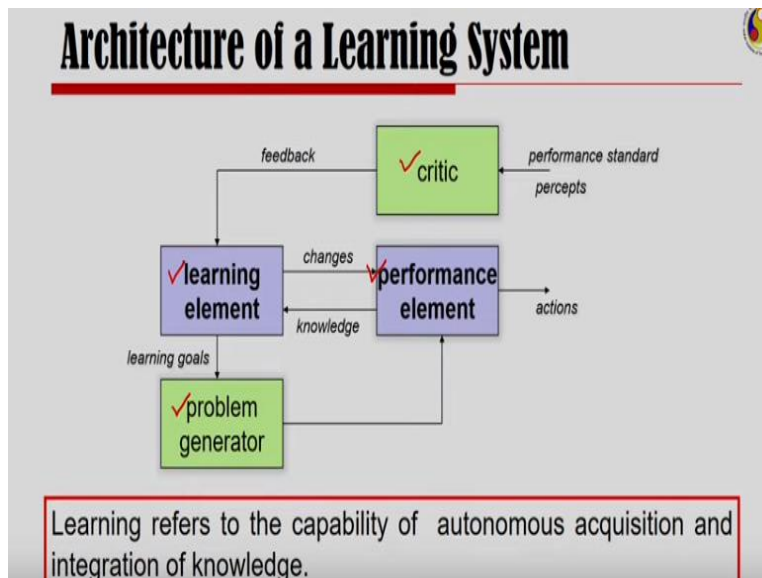 Architecture of a Learning System
feedback
critic
performance standard
percepts
learning
element
changes
knowledge
performance
element
actions
learning goals
problem
generator
Learning refers to the capability of autonomous acquisition and
integration of knowledge.